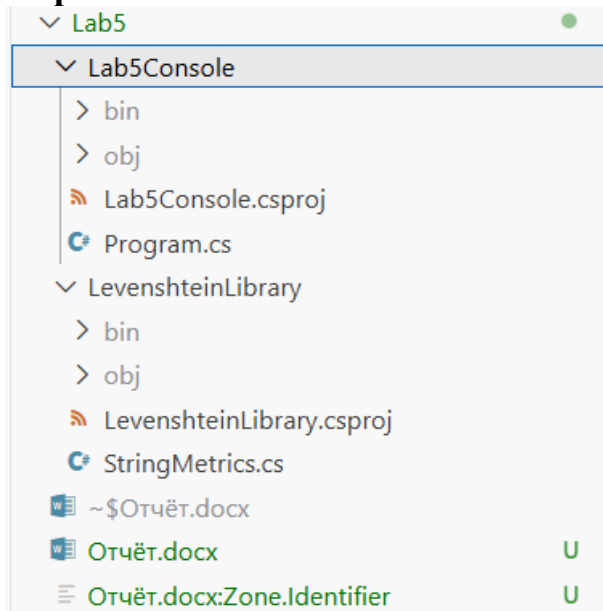 Lab5
Lab5Console
bin
obj
Lab5Console.csproj
C# Program.cs
LevenshteinLibrary
bin
obj
LevenshteinLibrary.csproj
C# StringMetrics.cs
~$Отчёт.docx
Отчёт.docx U
Отчёт.docx:Zone.Identifier U